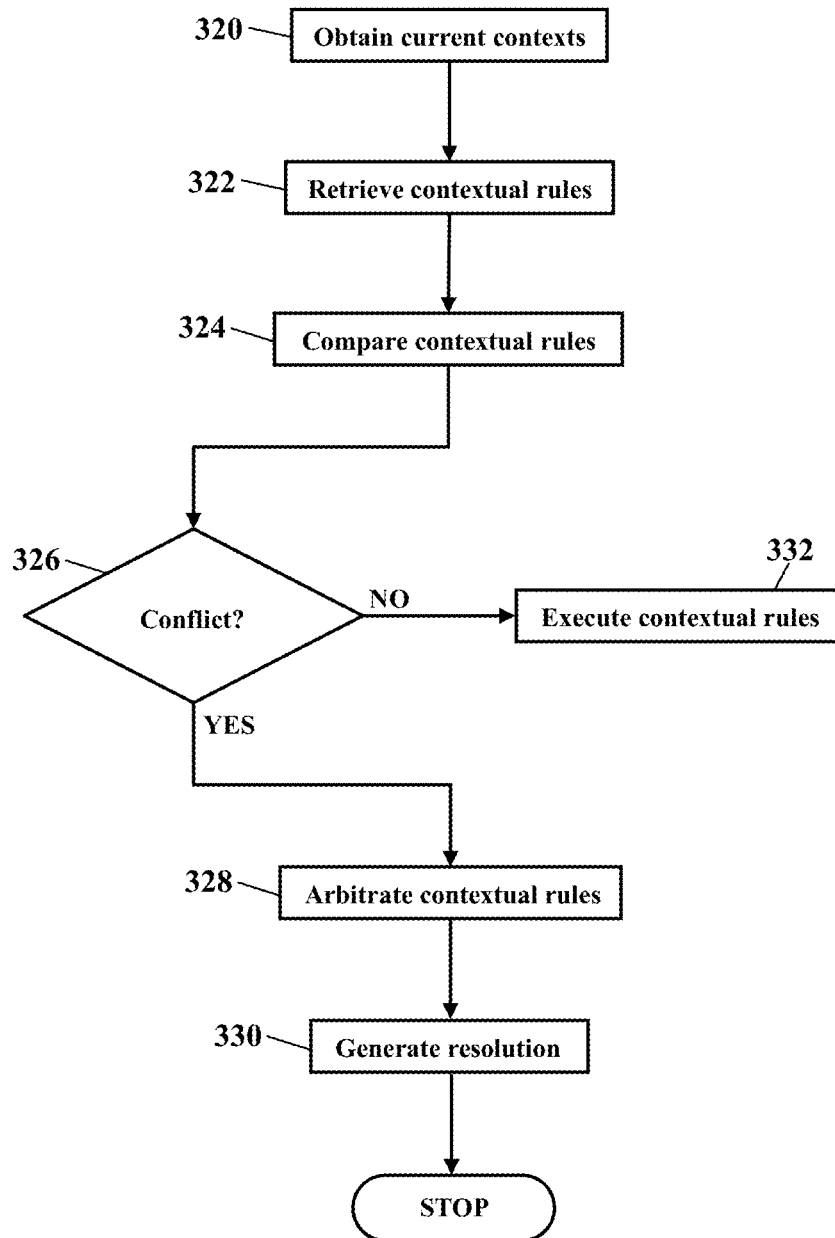 320
Obtain current contexts
322
Retrieve contextual rules
324
Compare contextual rules
326
Conflict?
NO
332
Execute contextual rules
YES
328
Arbitrate contextual rules
330
Generate resolution
STOP